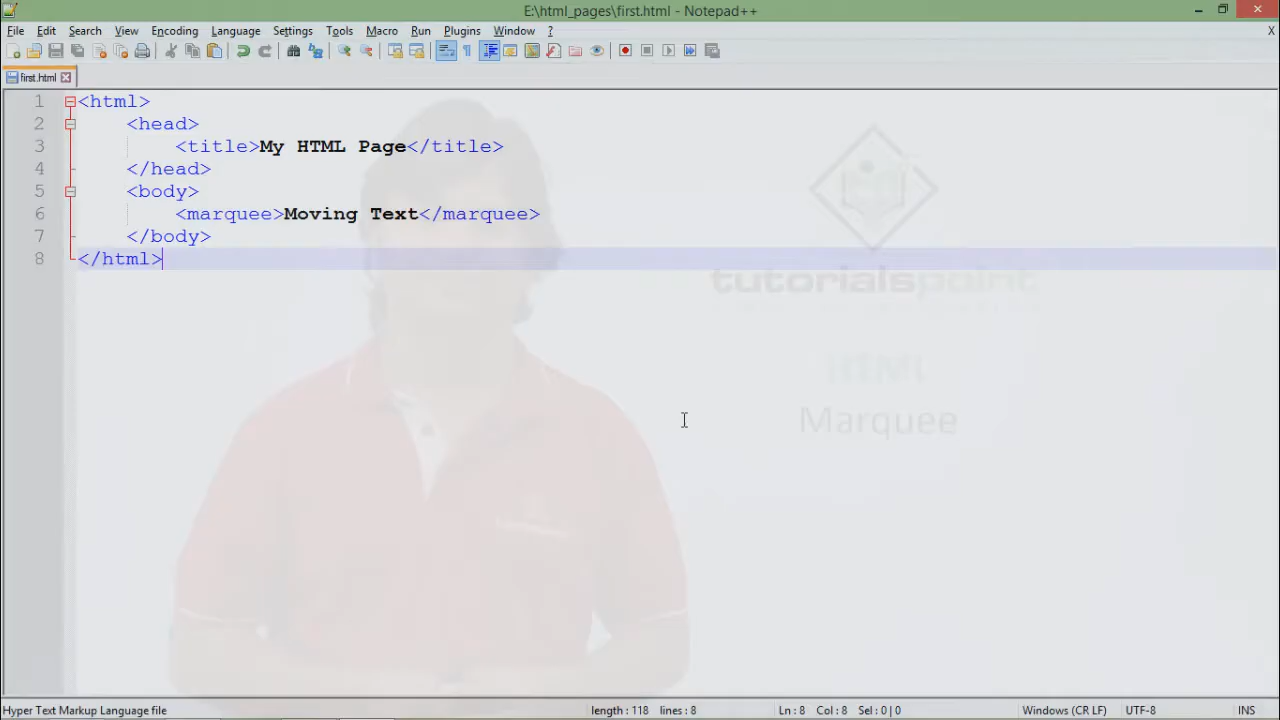 E:\html_pages\first.html - Notepad++
File Edit Search View Encoding Language Settings Tools Macro Run Plugins Window ? X
first.html
1 <html>
2 <head>
3 <title>My HTML Page</title>
4 </head>
5 <body>
6 <marquee>Moving Text</marquee>
7 </body>
8 </html>
tutorialspoint
HTML
Marquee
Hyper Text Markup Language file length : 118 lines : 8 Ln : 8 Col : 8 Sel : 0 | 0 Windows (CR LF) UTF-8 INS